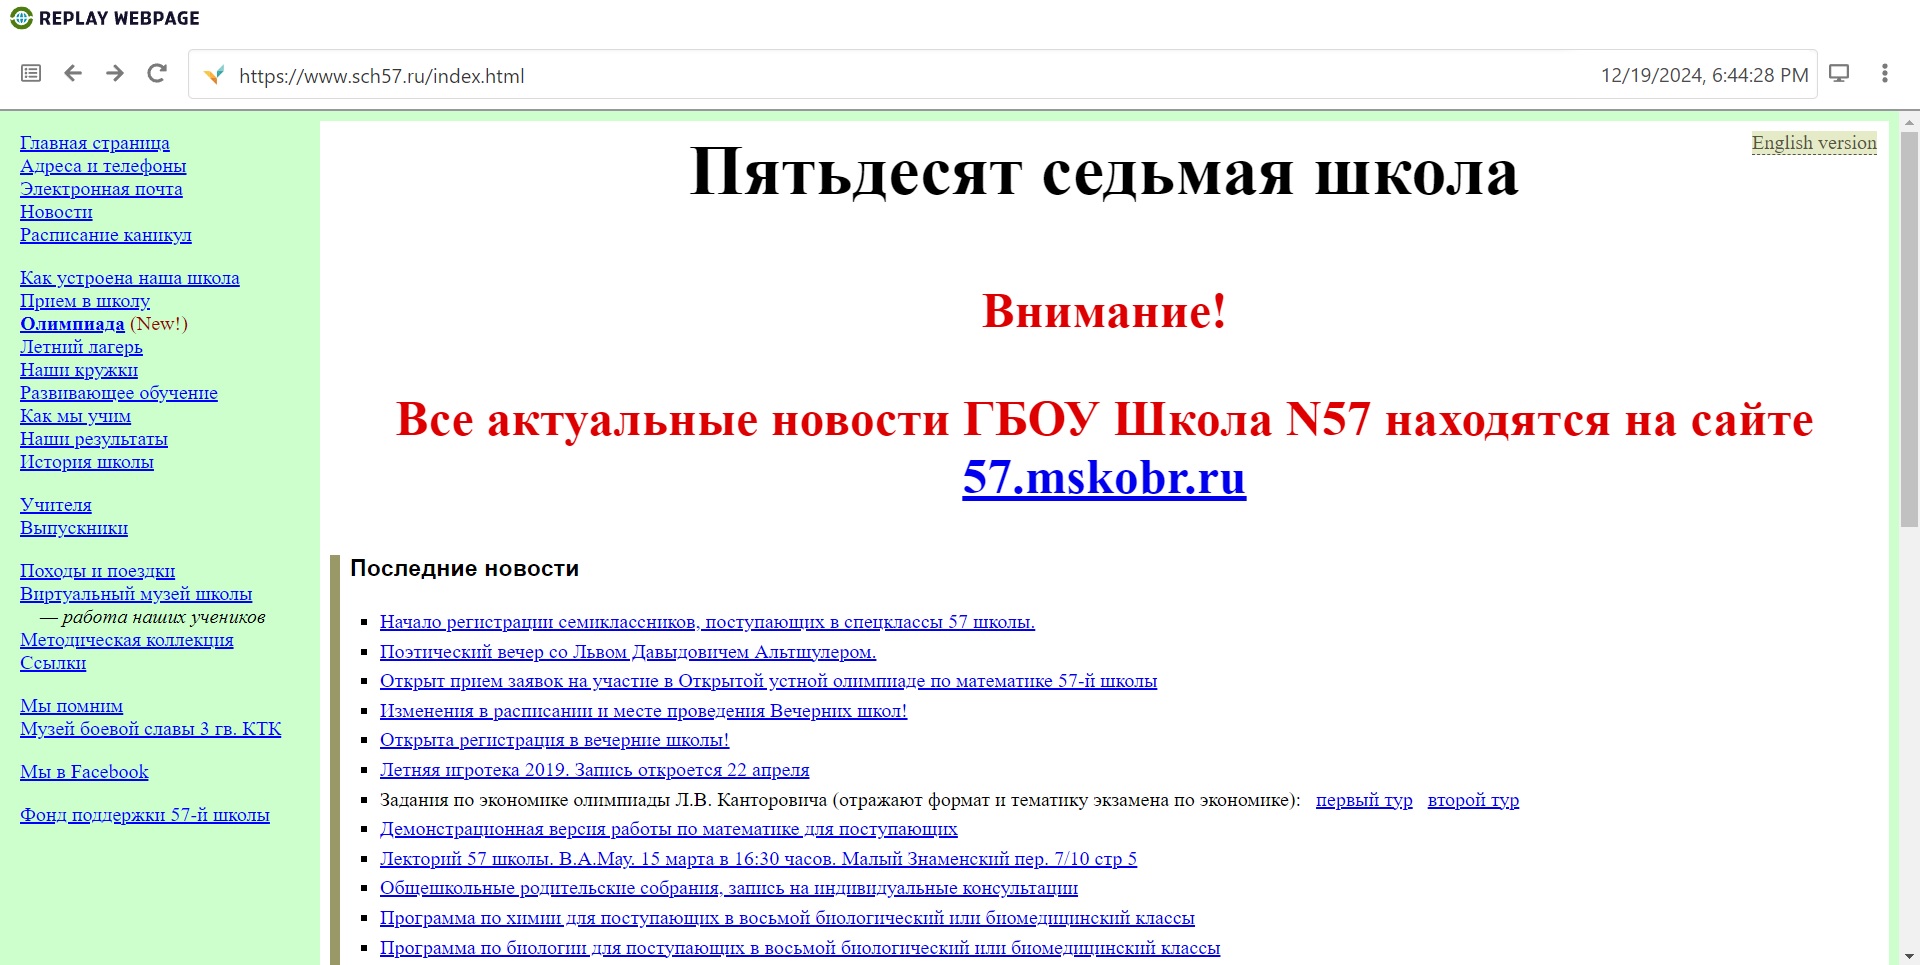 REPLAY WEBPAGE
https://www.sch57.ru/index.html
12/19/2024, 6:44:28 PM
Главная страница
Адреса и телефоны
Электронная почта
Новости
Расписание каникул
Как устроена наша школа
Прием в школу
Олимпиада (New!)
Летний лагерь
Наши кружки
Развивающее обучение
Как мы учим
Наши результаты
История школы
Учителя
Выпускники
Походы и поездки
Виртуальный музей школы
— работа наших учеников
Методическая коллекция
Ссылки
Мы помним
Музей боевой славы 3 гв. КТК
Мы в Facebook
Фонд поддержки 57-й школы
English version
Пятьдесят седьмая школа
Внимание!
Все актуальные новости ГБОУ Школа N57 находятся на сайте
57.mskobr.ru
Последние новости
Начало регистрации семиклассников, поступающих в спецклассы 57 школы.
Поэтический вечер со Львом Давыдовичем Альтшулером.
Открыт прием заявок на участие в Открытой устной олимпиаде по математике 57-й школы
Изменения в расписании и месте проведения Вечерних школ!
Открыта регистрация в вечерние школы!
Летняя игротека 2019. Запись откроется 22 апреля
Задания по экономике олимпиады Л.В. Канторовича (отражают формат и тематику экзамена по экономике): первый тур второй тур
Демонстрационная версия работы по математике для поступающих
Лекторий 57 школы. В.А.Мау. 15 марта в 16:30 часов. Малый Знаменский пер. 7/10 стр 5
Общешкольные родительские собрания, запись на индивидуальные консультации
Программа по химии для поступающих в восьмой биологический или биомедицинский классы
Программа по биологии для поступающих в восьмой биологический или биомедицинский классы